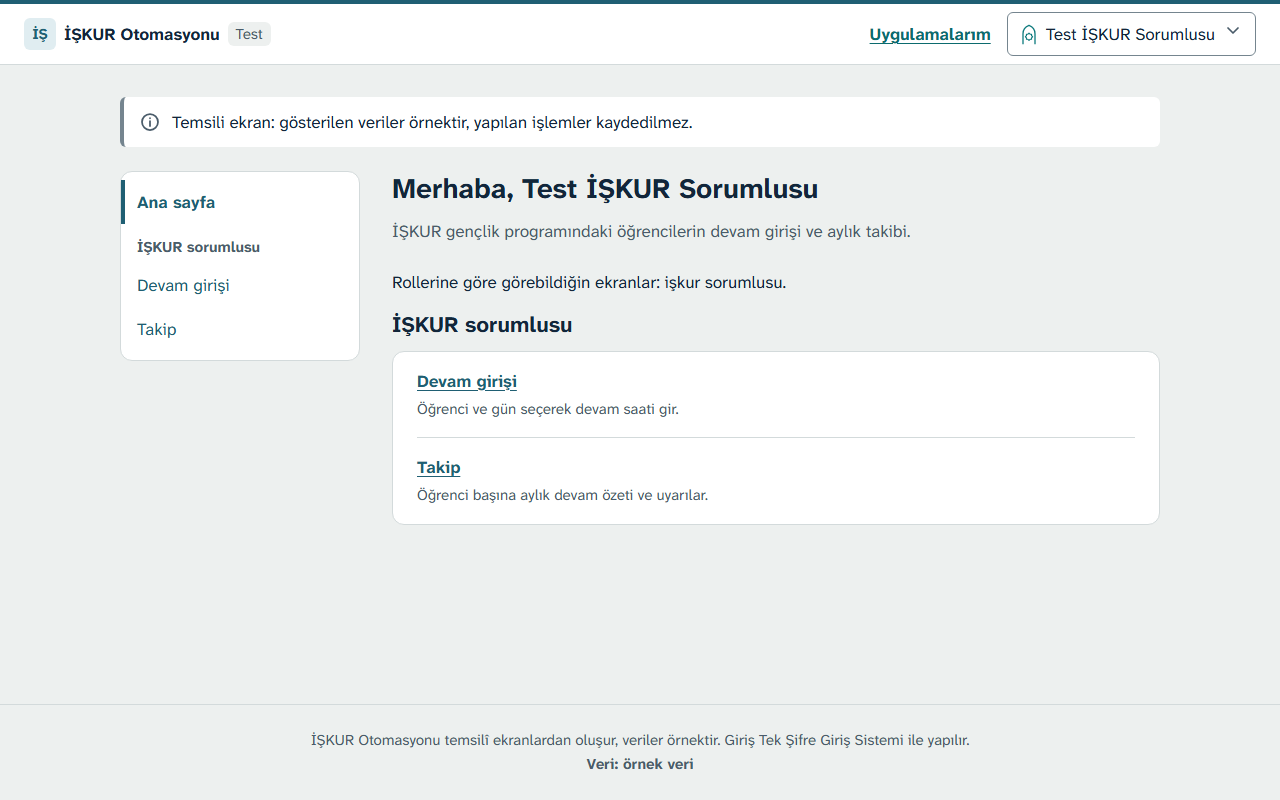 İŞ İŞKUR Otomasyonu Test Uygulamalarım Test İŞKUR Sorumlusu
Temsili ekran: gösterilen veriler örnektir, yapılan işlemler kaydedilmez.
Ana sayfa
İŞKUR sorumlusu
Devam girişi
Takip
Merhaba, Test İŞKUR Sorumlusu
İŞKUR gençlik programındaki öğrencilerin devam girişi ve aylık takibi.
Rollerine göre görebildiğin ekranlar: işkur sorumlusu.
İŞKUR sorumlusu
Devam girişi
Öğrenci ve gün seçerek devam saati gir.
Takip
Öğrenci başına aylık devam özeti ve uyarılar.
İŞKUR Otomasyonu temsilî ekranlardan oluşur, veriler örnektir. Giriş Tek Şifre Giriş Sistemi ile yapılır.
Veri: örnek veri